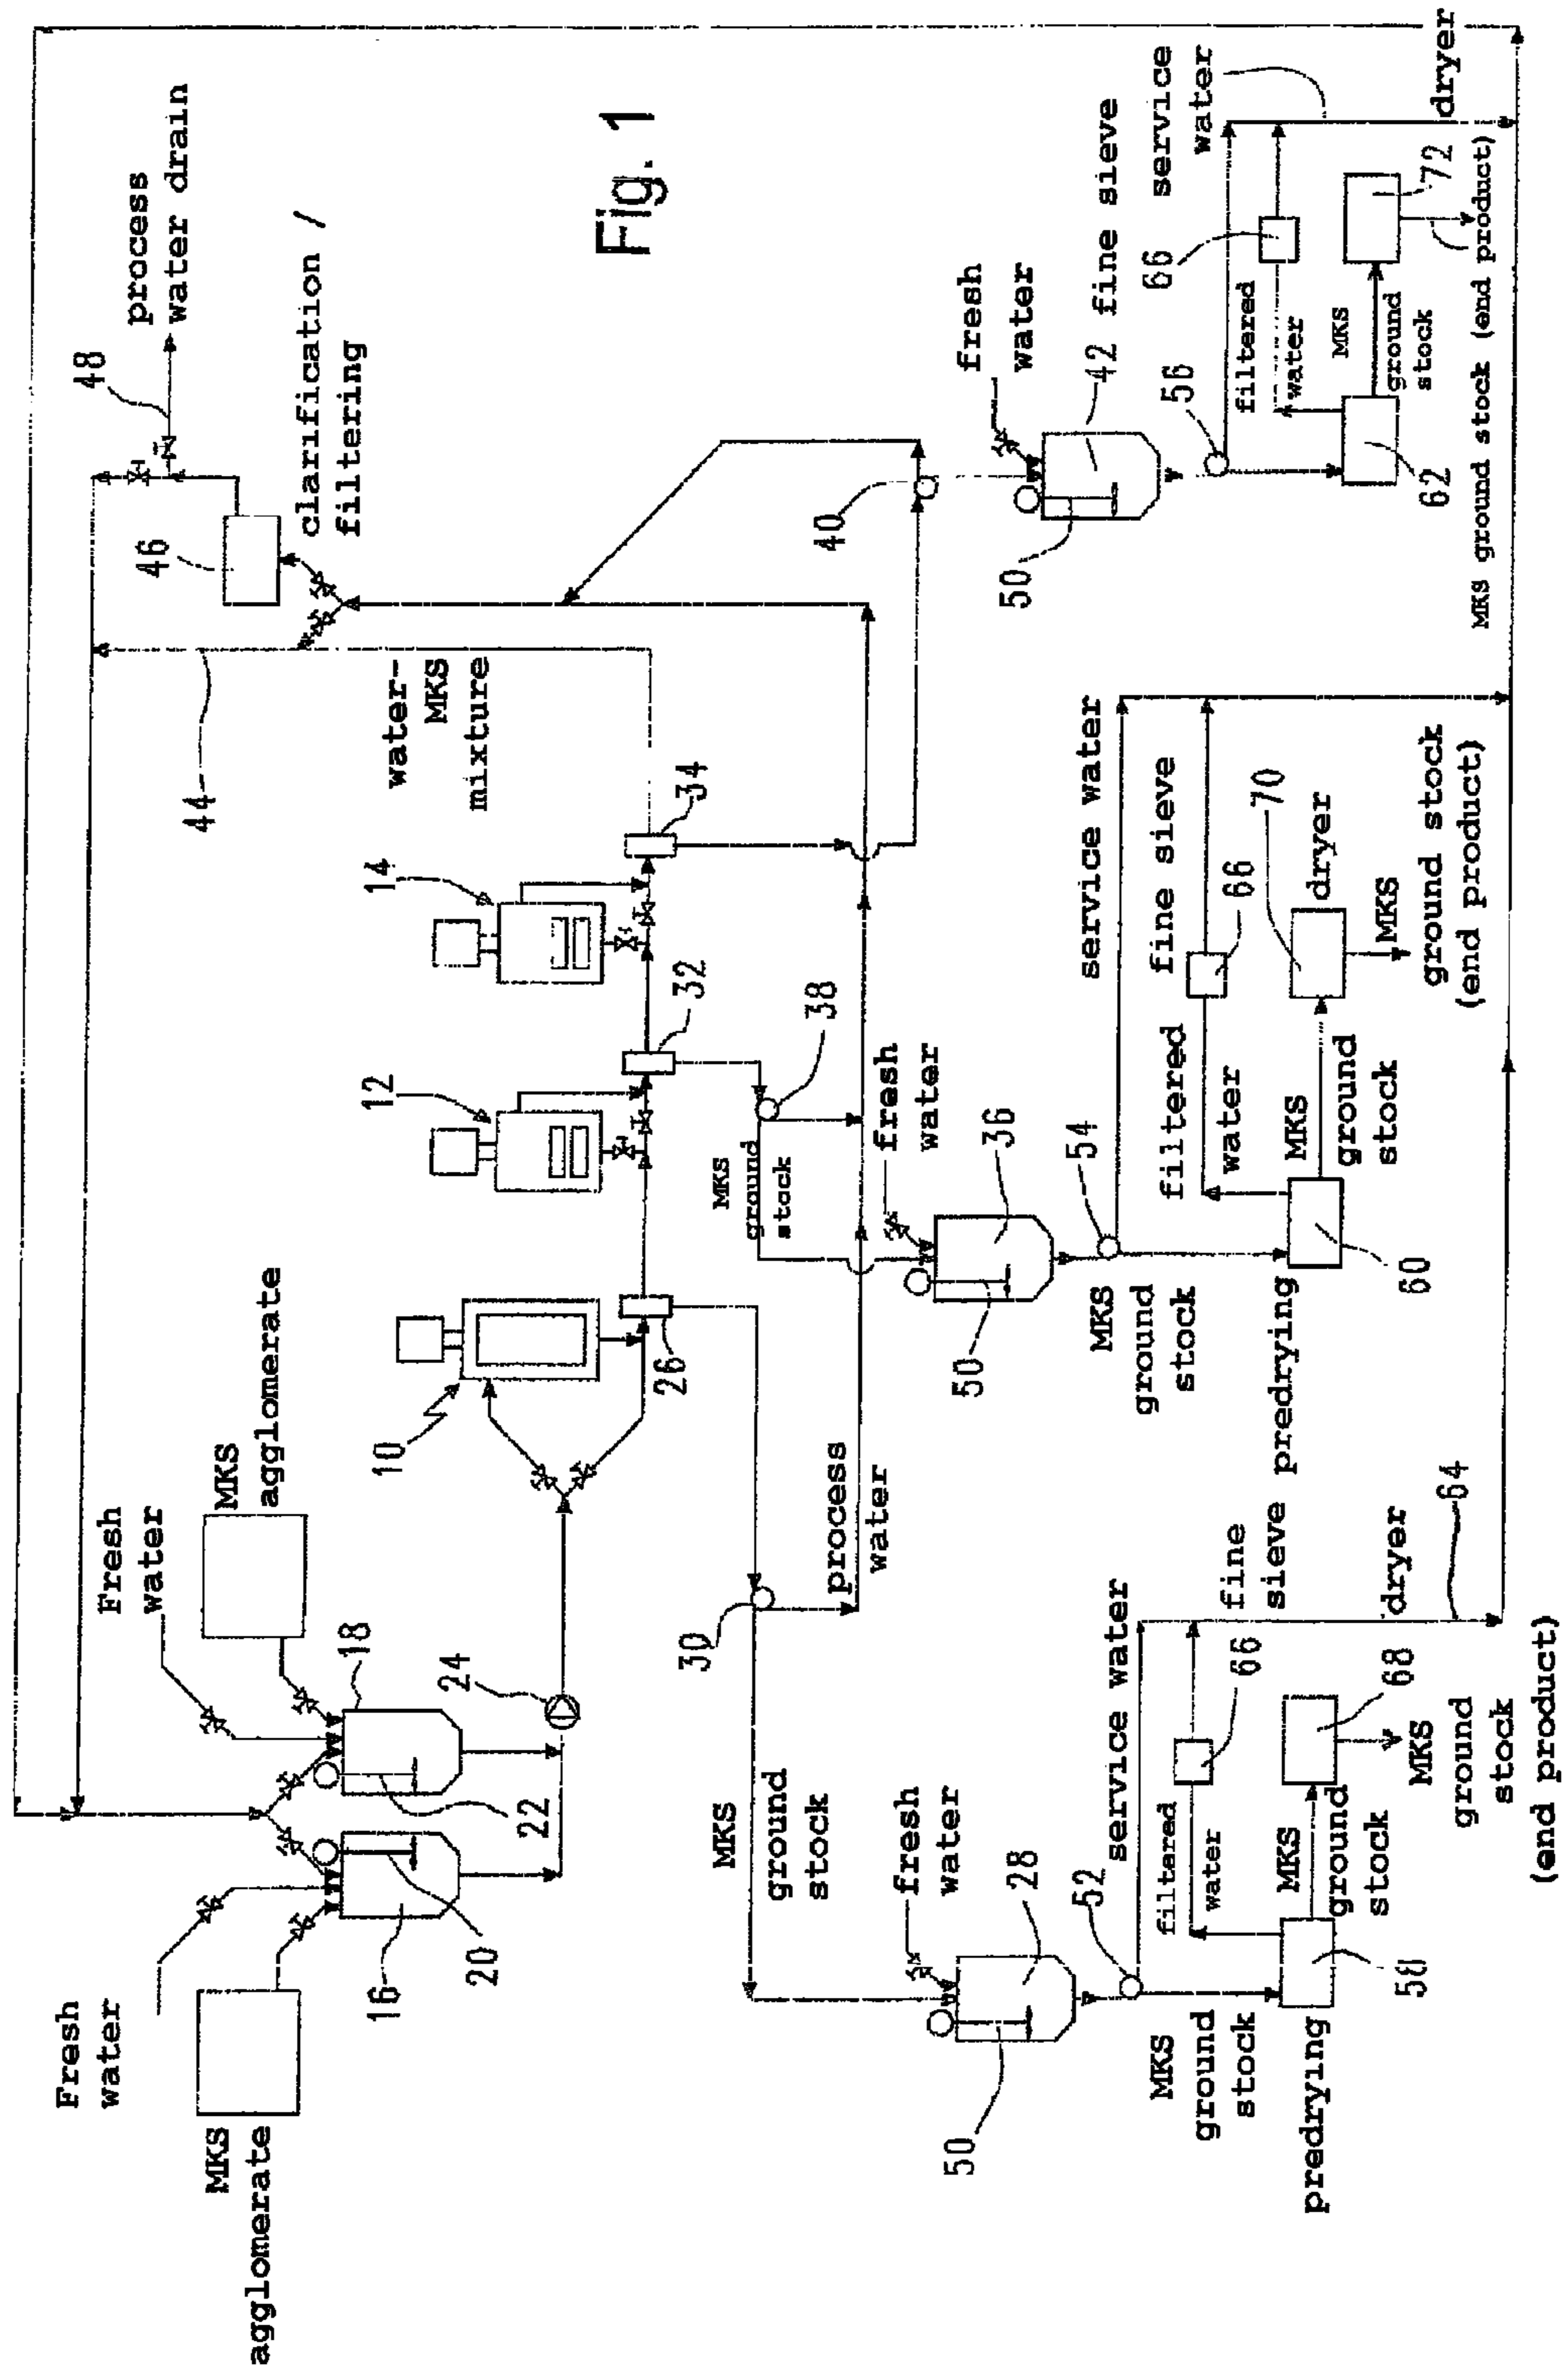 Fresh
water
MKS
agglomerate
Fresh
water
MKS
agglomerate
process
water drain
48
46
clarification /
filtering
16
18
20
22
24
10
12
14
26
32
34
44
water-
MKS
mixture
Fig. 1
30
38
40
MKS
ground
stock
process
water
MKS
ground
stock
fresh
water
28
50
52
MKS
ground
stock
predrying
58
service water
filtered
water
66
fine
sieve
MKS
ground
stock
68
dryer
MKS
ground
stock
(end product)
64
fresh
water
36
50
54
MKS
ground
stock
predrying
60
service water
filtered
water
66
fine sieve
MKS
ground
stock
70
dryer
MKS
ground stock
(end product)
fresh
water
42
50
56
fine sieve
service
water
filtered
water
66
62
MKS
ground
stock
72
dryer
MKS ground stock (end product)